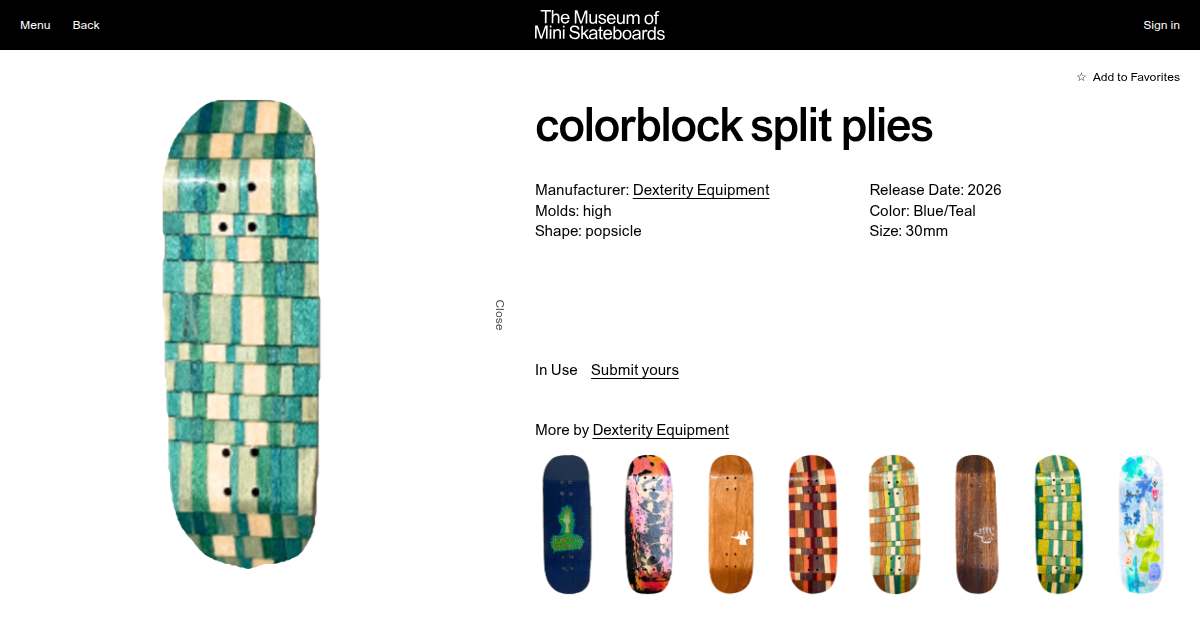 Menu
Back
The Museum of
Mini Skateboards
Sign in
☆ Add to Favorites
colorblock split plies
Manufacturer: Dexterity Equipment
Molds: high
Shape: popsicle
Release Date: 2026
Color: Blue/Teal
Size: 30mm
Close
In Use Submit yours
More by Dexterity Equipment